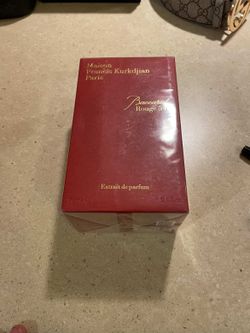 Maison
Francis Kurkdjian
Paris
Baccarat
Rouge 540
Extrait de parfum